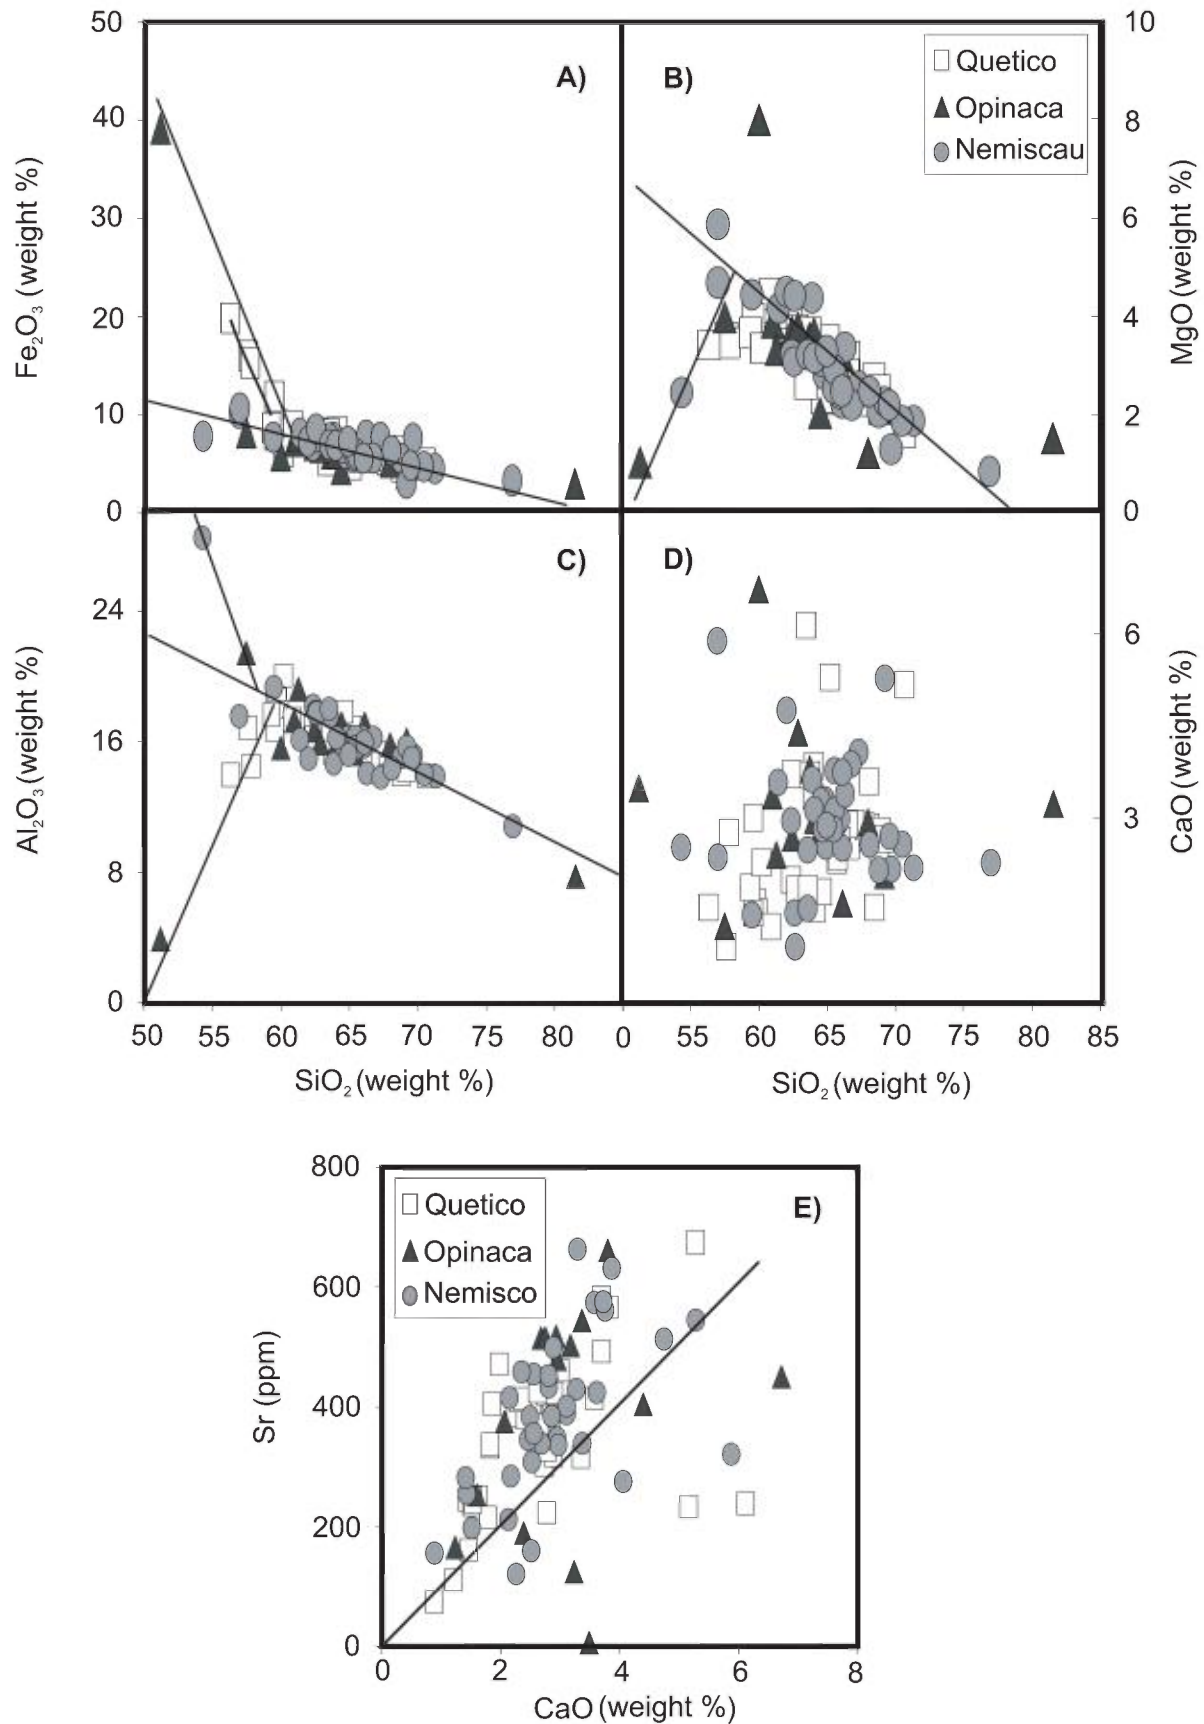 50
40
30
20
10
0
Fe₂O₃ (weight %)
A)
B)
Quetico
Opinaca
Nemiscau
10
8
6
4
2
0
MgO (weight %)
24
16
8
0
Al₂O₃ (weight %)
C)
D)
6
3
CaO (weight %)
50 55 60 65 70 75 80 0 55 60 65 70 75 80 85
SiO₂ (weight %) SiO₂ (weight %)
800
600
400
200
0
Sr (ppm)
Quetico
Opinaca
Nemisco
E)
0 2 4 6 8
CaO (weight %)